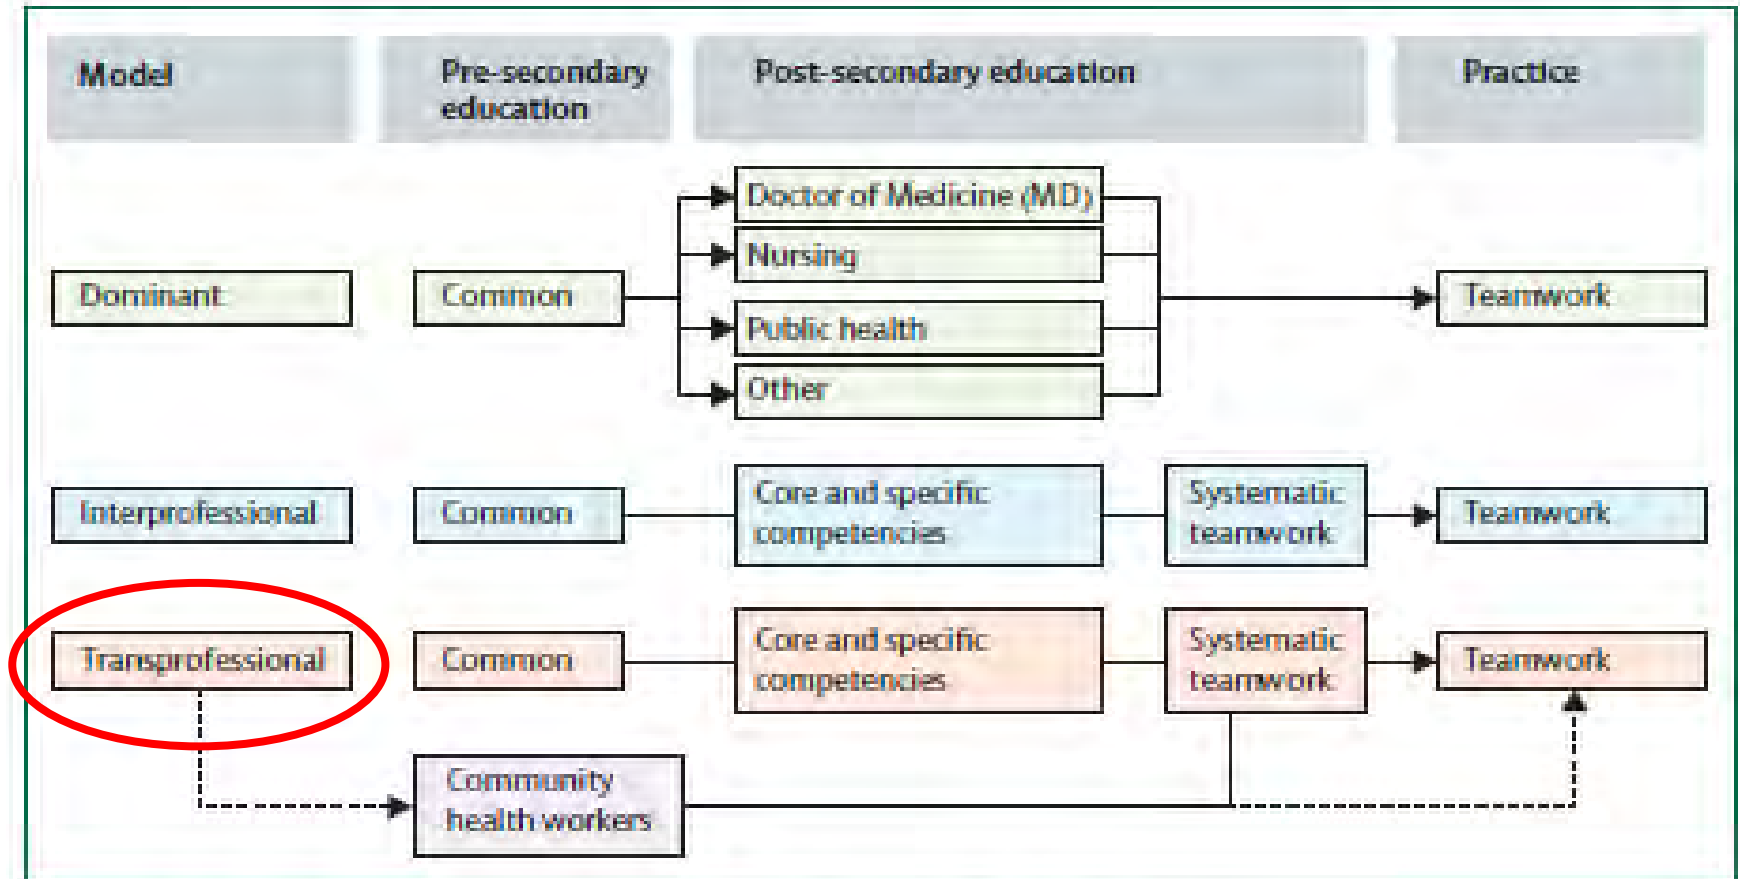 Model
Pre-secondary
education
Post-secondary education
Practice
Doctor of Medicine (MD)
Nursing
Dominant
Common
Teamwork
Public health
Other
Interprofessional
Common
Core and specific
competencies
Systematic
teamwork
Teamwork
Transprofessional
Common
Core and specific
competencies
Systematic
teamwork
Teamwork
Community
health workers